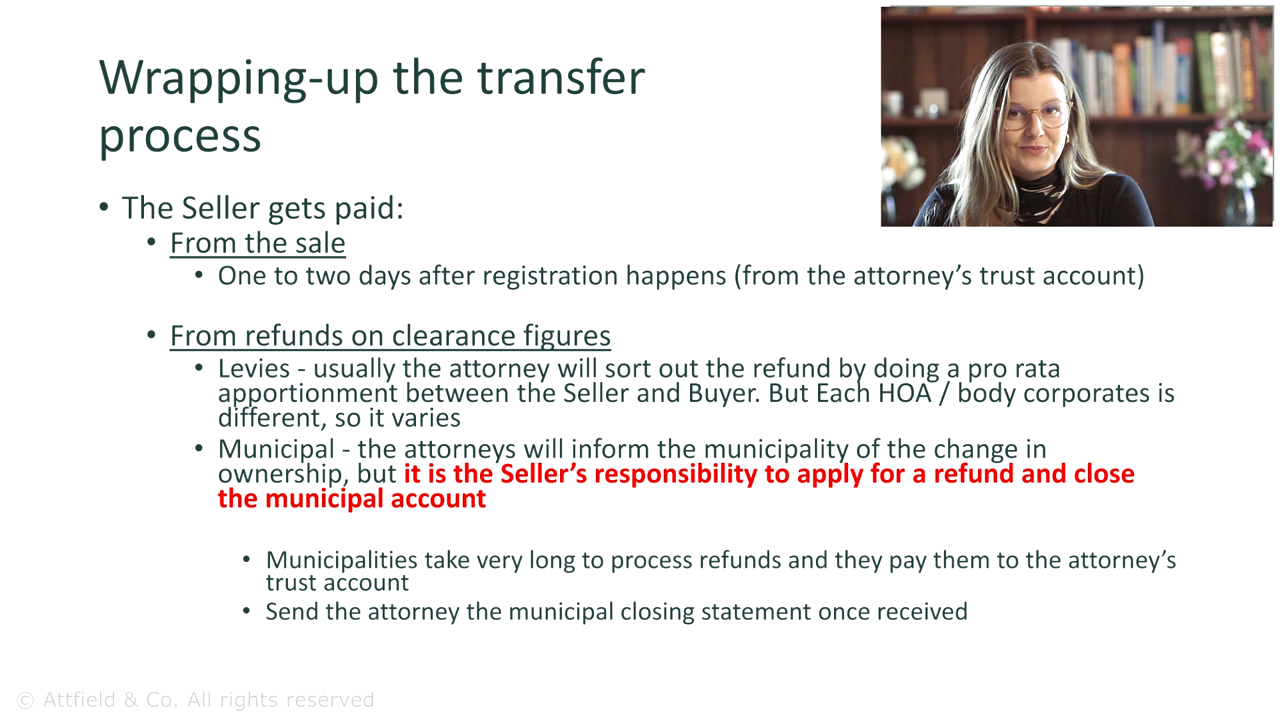 Wrapping-up the transfer
process
• The Seller gets paid:
• From the sale
• One to two days after registration happens (from the attorney’s trust account)
• From refunds on clearance figures
• Levies - usually the attorney will sort out the refund by doing a pro rata
apportionment between the Seller and Buyer. But Each HOA / body corporates is
different, so it varies
• Municipal - the attorneys will inform the municipality of the change in
ownership, but it is the Seller’s responsibility to apply for a refund and close
the municipal account
• Municipalities take very long to process refunds and they pay them to the attorney’s
trust account
• Send the attorney the municipal closing statement once received
© Attfield & Co. All rights reserved